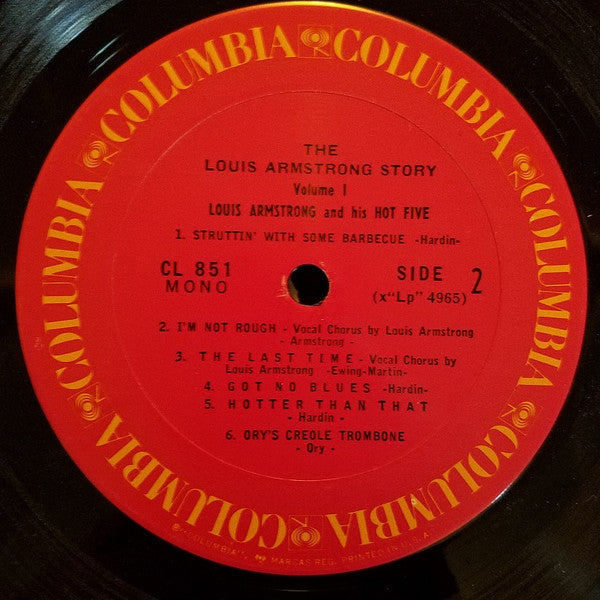 COLUMBIA COLUMBIA COLUMBIA COLUMBIA COLUMBIA COLUMBIA COLUMBIA
THE
LOUIS ARMSTRONG STORY
Volume I
LOUIS ARMSTRONG and his HOT FIVE
1. STRUTTIN' WITH SOME BARBECUE -Hardin-
CL 851
MONO
SIDE 2
(x"Lp" 4965)
2. I'M NOT ROUGH - Vocal Chorus by Louis Armstrong
- Armstrong -
3. THE LAST TIME - Vocal Chorus by
Louis Armstrong -Ewing-Martin-
4. GOT NO BLUES -Hardin-
5. HOTTER THAN THAT
- Hardin -
6. ORY'S CREOLE TROMBONE
- Ory -
"COLUMBIA", MARCAS REG. PRINTED IN U.S.A.